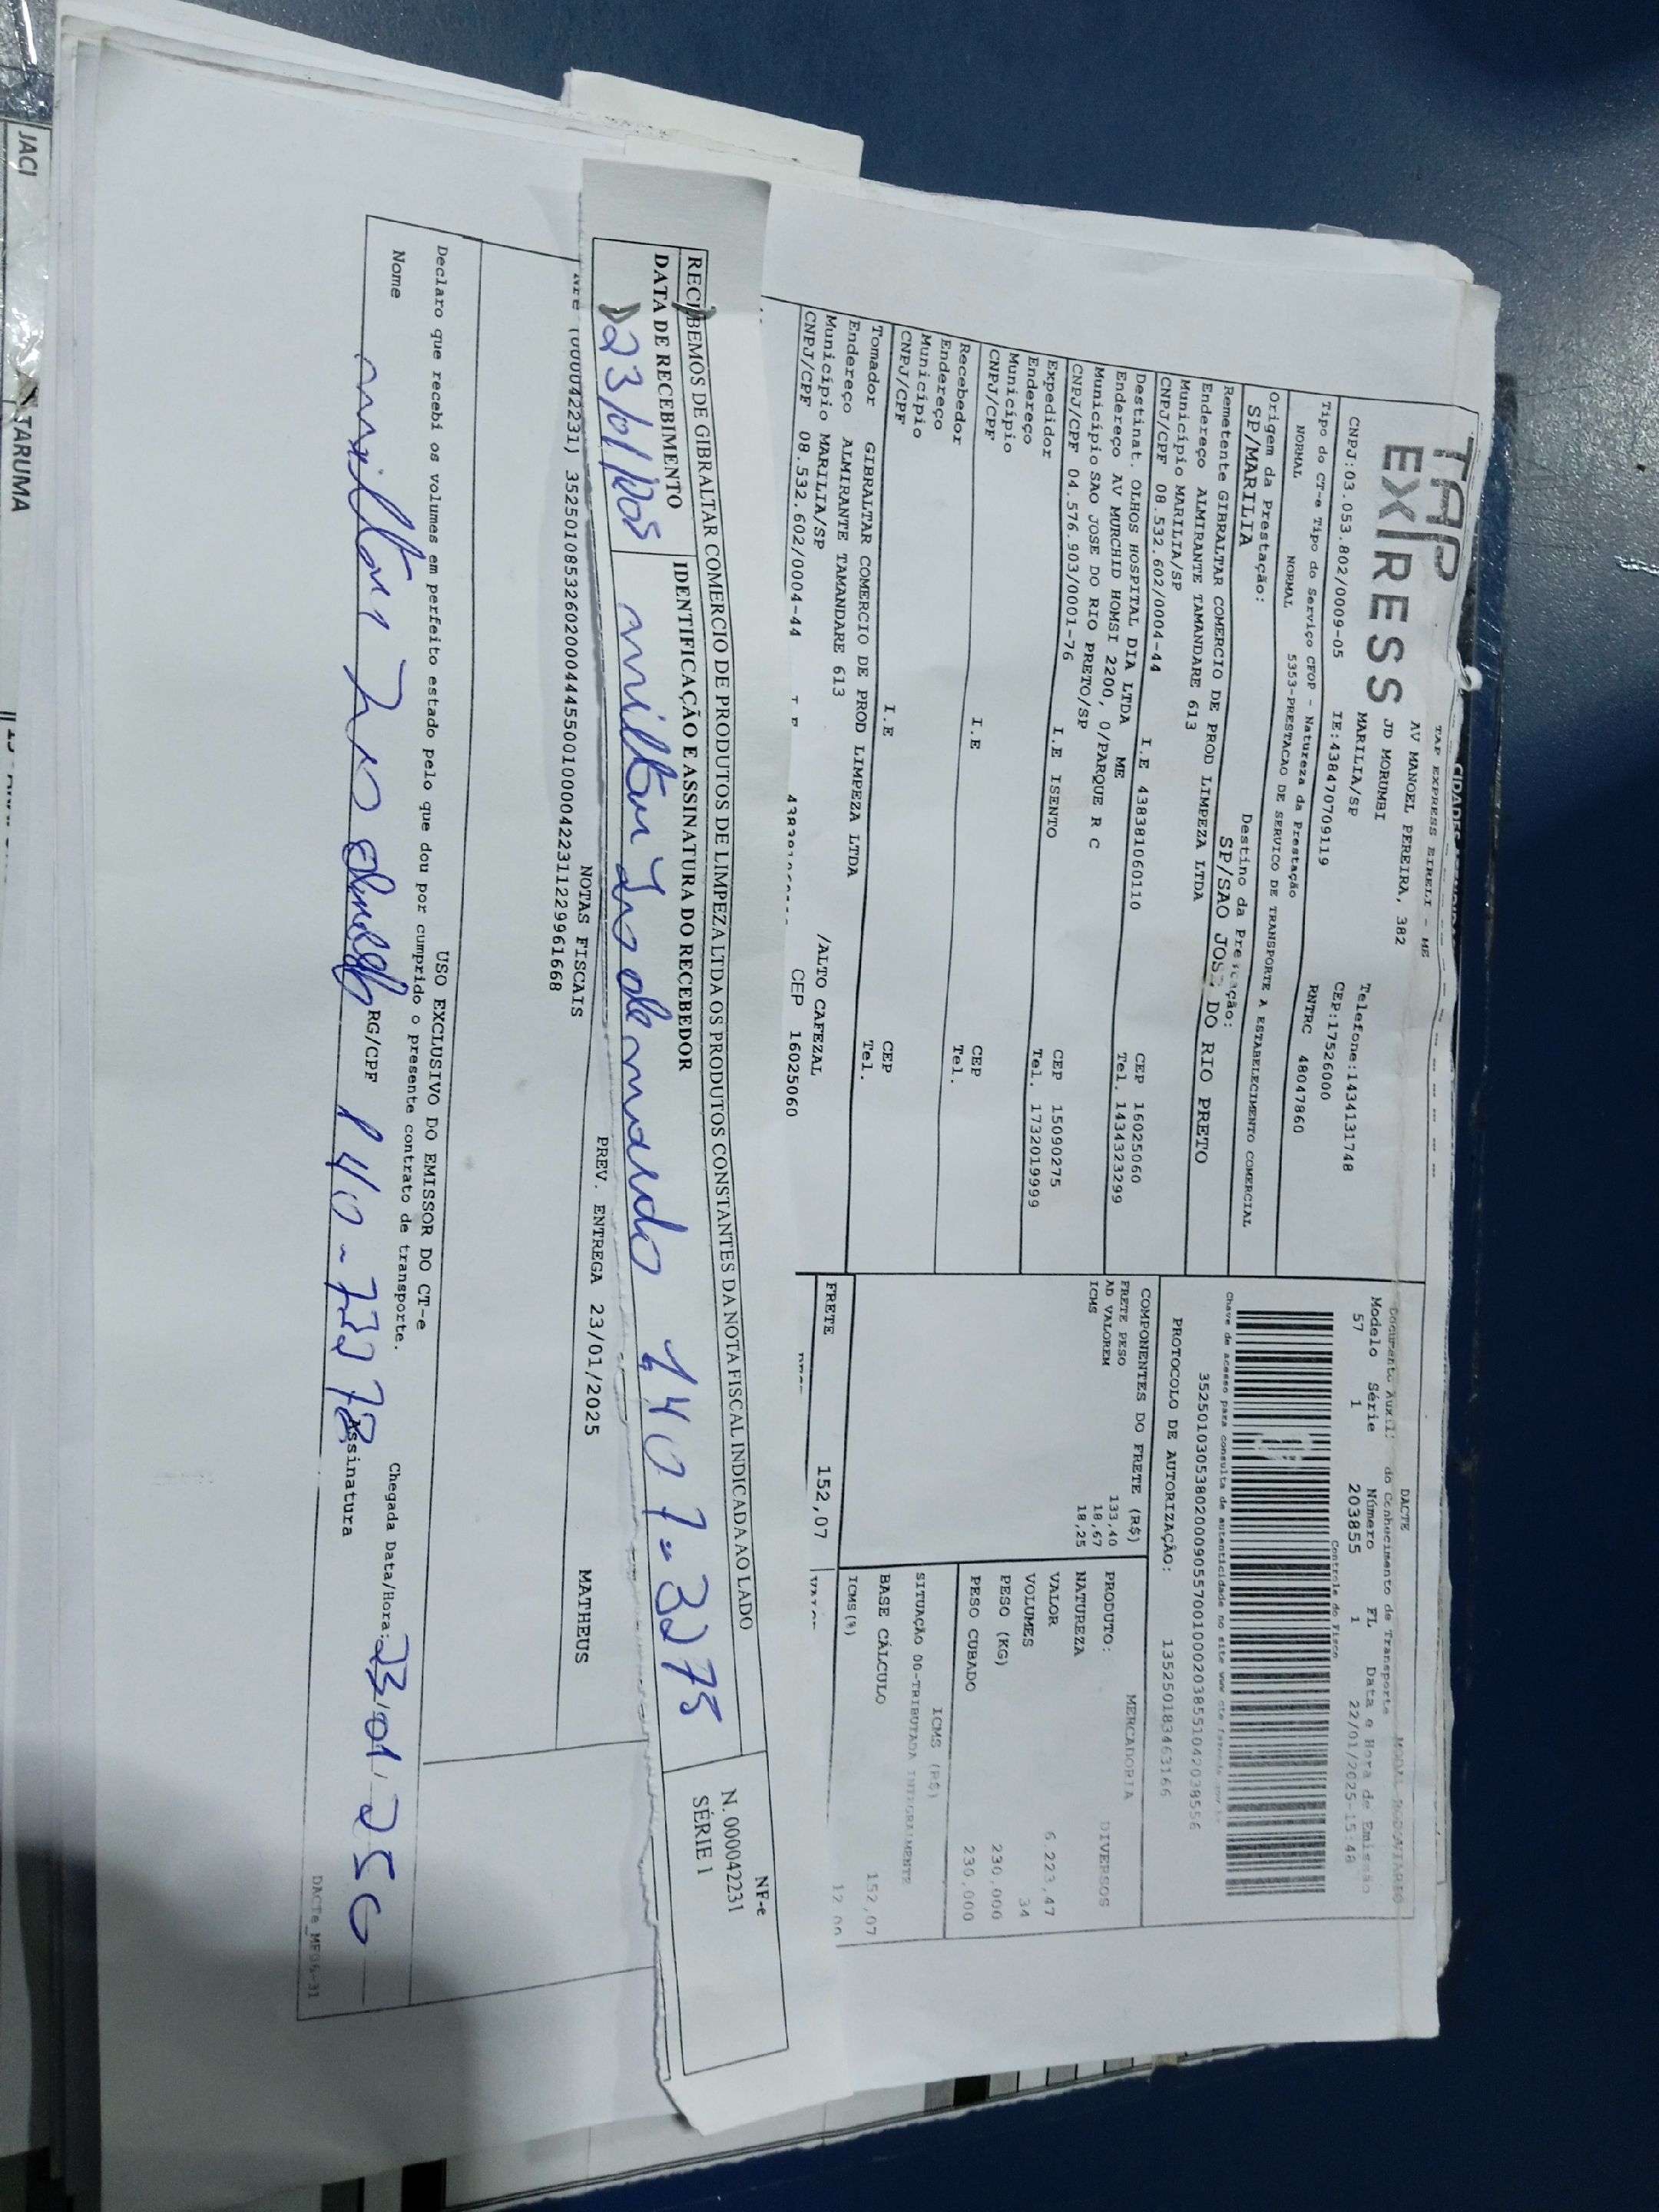 TAP EXPRESS
TAP EXPRESS EIRELI - ME
AV MANOEL PEREIRA, 382
JD MORUMBI
MARILIA/SP
Telefone:1434131748
CNPJ:03.053.802/0009-05 IE:438470709119 CEP:17526000
Tipo do CT-e Tipo do Serviço CFOP - Natureza da Prestação RNTRC 48047860
NORMAL NORMAL 5353-PRESTACAO DE SERVICO DE TRANSPORTE A ESTABELECIMENTO COMERCIAL
Origem da Prestação: Destino da Prestação:
SP/MARILIA SP/SAO JOSE DO RIO PRETO
Remetente GIBRALTAR COMERCIO DE PROD LIMPEZA LTDA
Endereço ALMIRANTE TAMANDARE 613
Município MARILIA/SP CEP 16025060
CNPJ/CPF 08.532.602/0004-44 I.E 438381060110 Tel. 1434323299
Destinat. OLHOS HOSPITAL DIA LTDA ME
Endereço AV MURCHID HOMSI 2200, 0/PARQUE R C
Município SAO JOSE DO RIO PRETO/SP CEP 15090275
CNPJ/CPF 04.576.903/0001-76 I.E ISENTO Tel. 1732019999
Expedidor
Endereço
Município CEP
CNPJ/CPF I.E Tel.
Recebedor
Endereço
Município CEP
CNPJ/CPF I.E Tel.
Tomador GIBRALTAR COMERCIO DE PROD LIMPEZA LTDA
Endereço ALMIRANTE TAMANDARE 613 /ALTO CAFEZAL
Município MARILIA/SP CEP 16025060
CNPJ/CPF 08.532.602/0004-44
DACTE
do Conhecimento de Transporte
Modelo Série Número FL Data e Hora de Emissão
57 1 203855 1 22/01/2025-15:48
Controle do Fisco
35250103053802000905570010002038551042038556
PROTOCOLO DE AUTORIZAÇÃO: 135250183463166
COMPONENTES DO FRETE (R$)
FRETE PESO 133,40
AD VALOREM 18,67
ICMS 18,25
FRETE 152,07
MERCADORIA
PRODUTO: DIVERSOS
NATUREZA
VALOR 6.223,47
VOLUMES 34
PESO (KG) 230,000
PESO CUBADO 230,000
ICMS (R$)
SITUAÇÃO 00-TRIBUTADA INTEGRALMENTE
BASE CÁLCULO 152,07
ICMS(%)
RECEBEMOS DE GIBRALTAR COMERCIO DE PRODUTOS DE LIMPEZA LTDA OS PRODUTOS CONSTANTES DA NOTA FISCAL INDICADA AO LADO
DATA DE RECEBIMENTO IDENTIFICAÇÃO E ASSINATURA DO RECEBEDOR
NF-e
N. 000042231
SÉRIE 1
NOTAS FISCAIS PREV. ENTREGA 23/01/2025 MATHEUS
(000042231) 35250108532602000444550010000422311229961668
USO EXCLUSIVO DO EMISSOR DO CT-e
Declaro que recebi os volumes em perfeito estado pelo que dou por cumprido o presente contrato de transporte.
Nome RG/CPF Assinatura Chegada Data/Hora:
DACTe_MF06-31
JACI
TARUMA